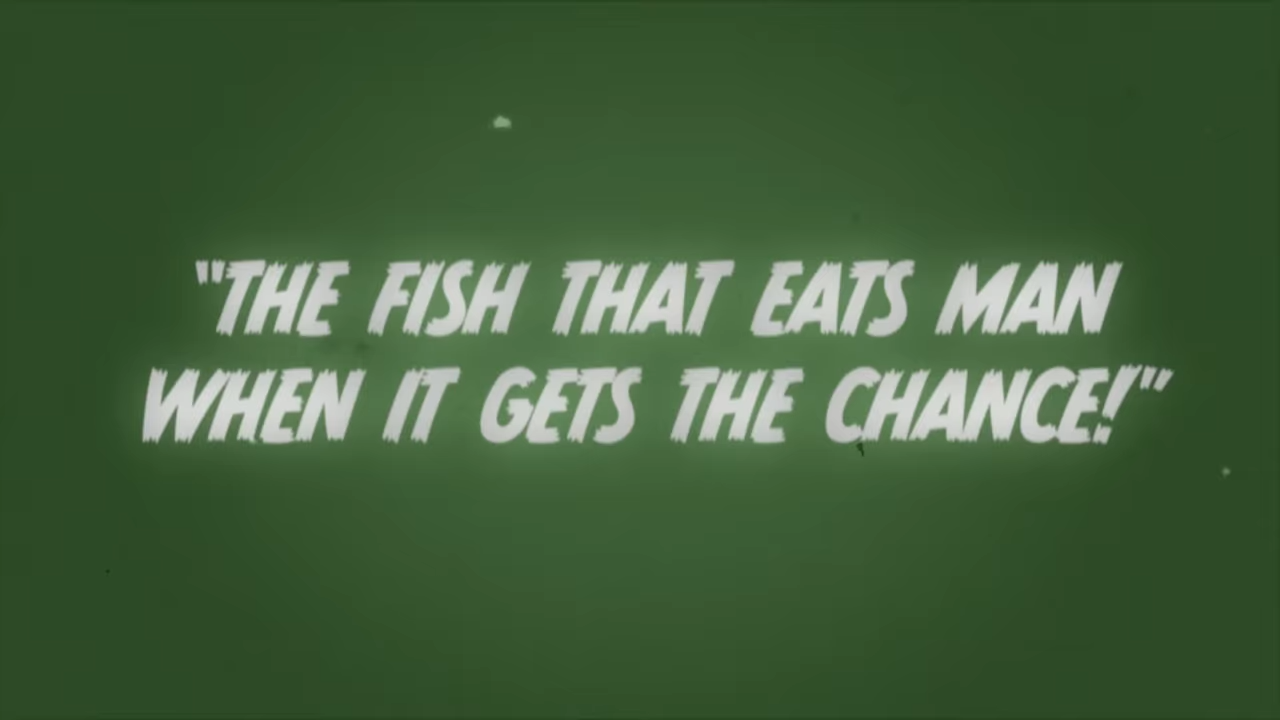 "THE FISH THAT EATS MAN
WHEN IT GETS THE CHANCE!"